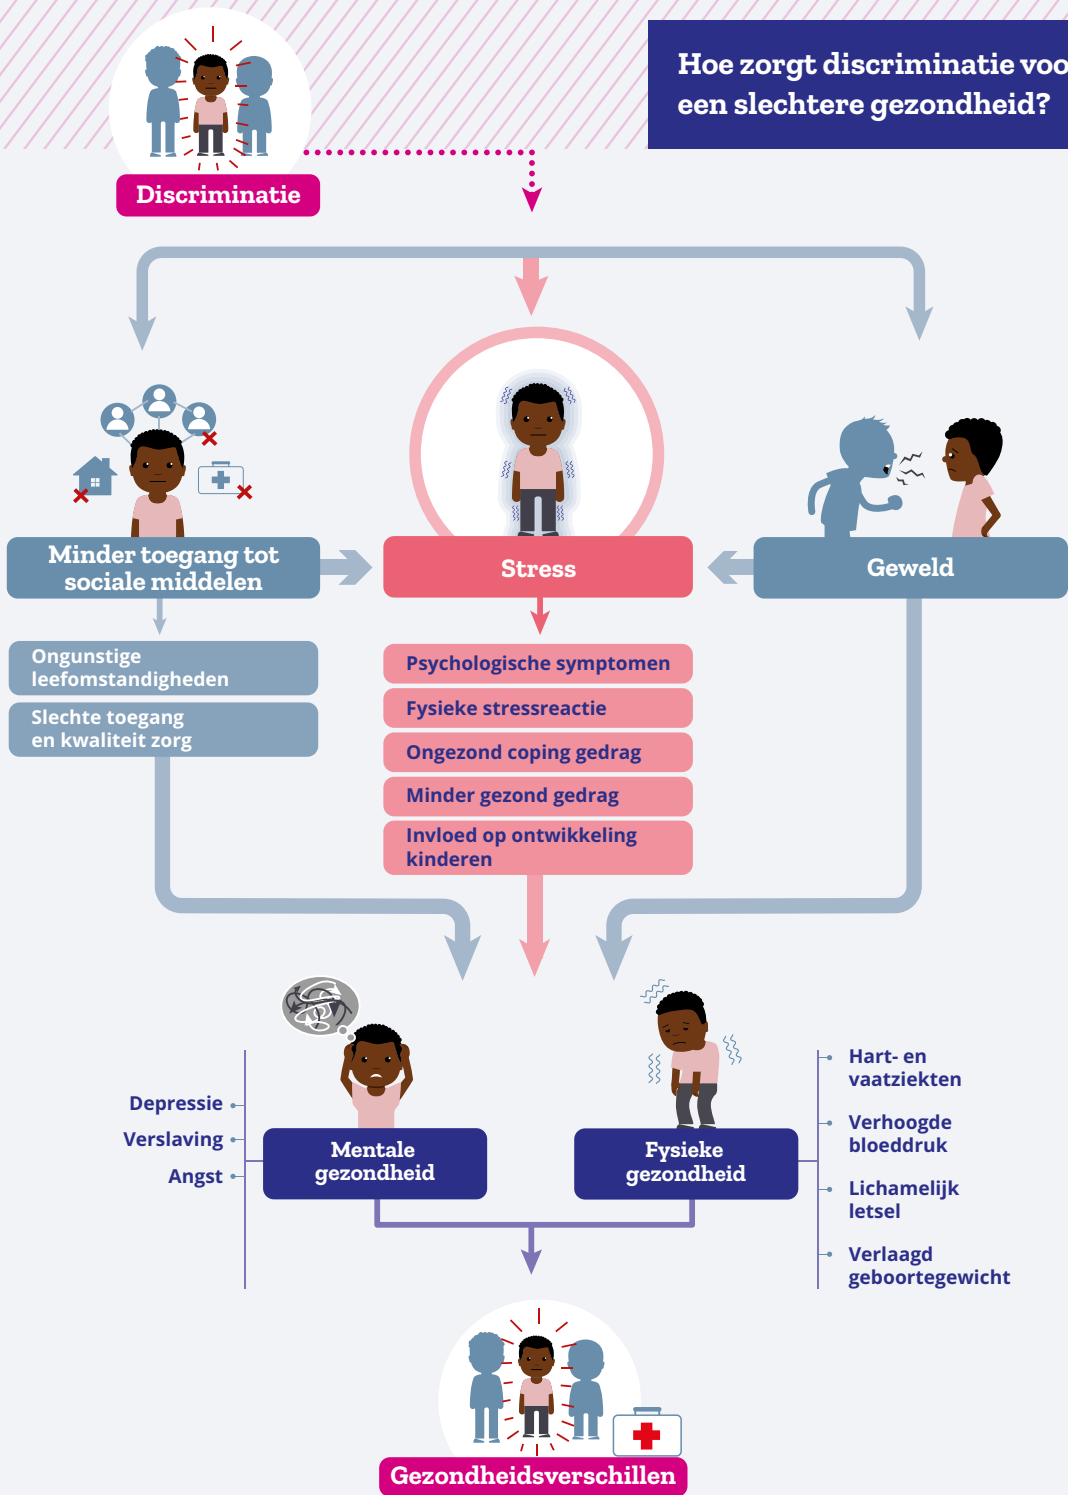 Hoe zorgt discriminatie voo
een slechtere gezondheid?
Discriminatie
Minder toegang tot
sociale middelen
Stress
Geweld
Ongunstige
leefomstandigheden
Slechte toegang
en kwaliteit zorg
Psychologische symptomen
Fysieke stressreactie
Ongezond coping gedrag
Minder gezond gedrag
Invloed op ontwikkeling
kinderen
Depressie
Verslaving
Angst
Mentale
gezondheid
Fysieke
gezondheid
Hart- en
vaatziekten
Verhoogde
bloeddruk
Lichamelijk
letsel
Verlaagd
geboortegewicht
Gezondheidsverschillen